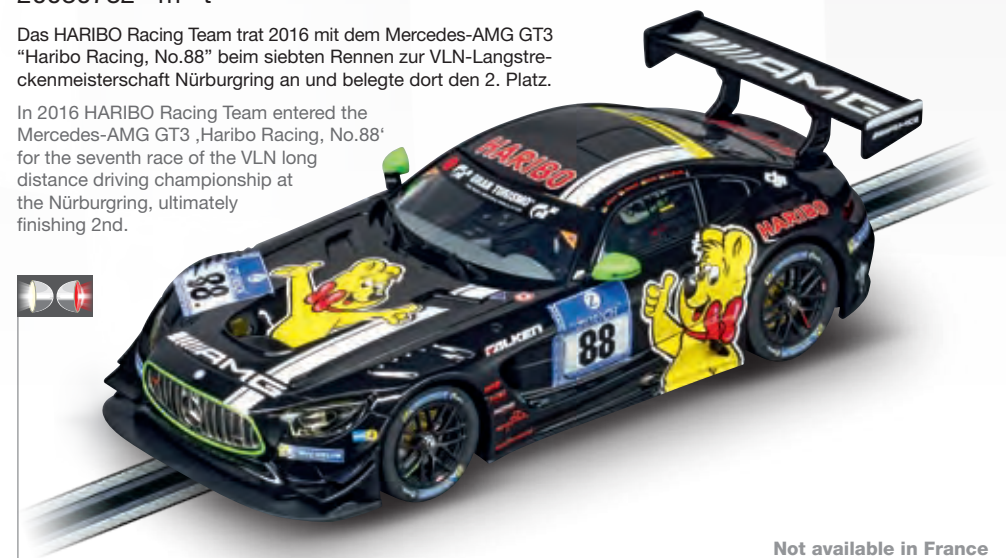 Das HARIBO Racing Team trat 2016 mit dem Mercedes-AMG GT3
“Haribo Racing, No.88” beim siebten Rennen zur VLN-Langstre-
ckenmeisterschaft Nürburgring an und belegte dort den 2. Platz.
In 2016 HARIBO Racing Team entered the
Mercedes-AMG GT3 ‚Haribo Racing, No.88‘
for the seventh race of the VLN long
distance driving championship at
the Nürburgring, ultimately
finishing 2nd.
AMG
HARIBO
GRAN TURISMO
HARIBO
88
FALKEN
88
AMG
Not available in France